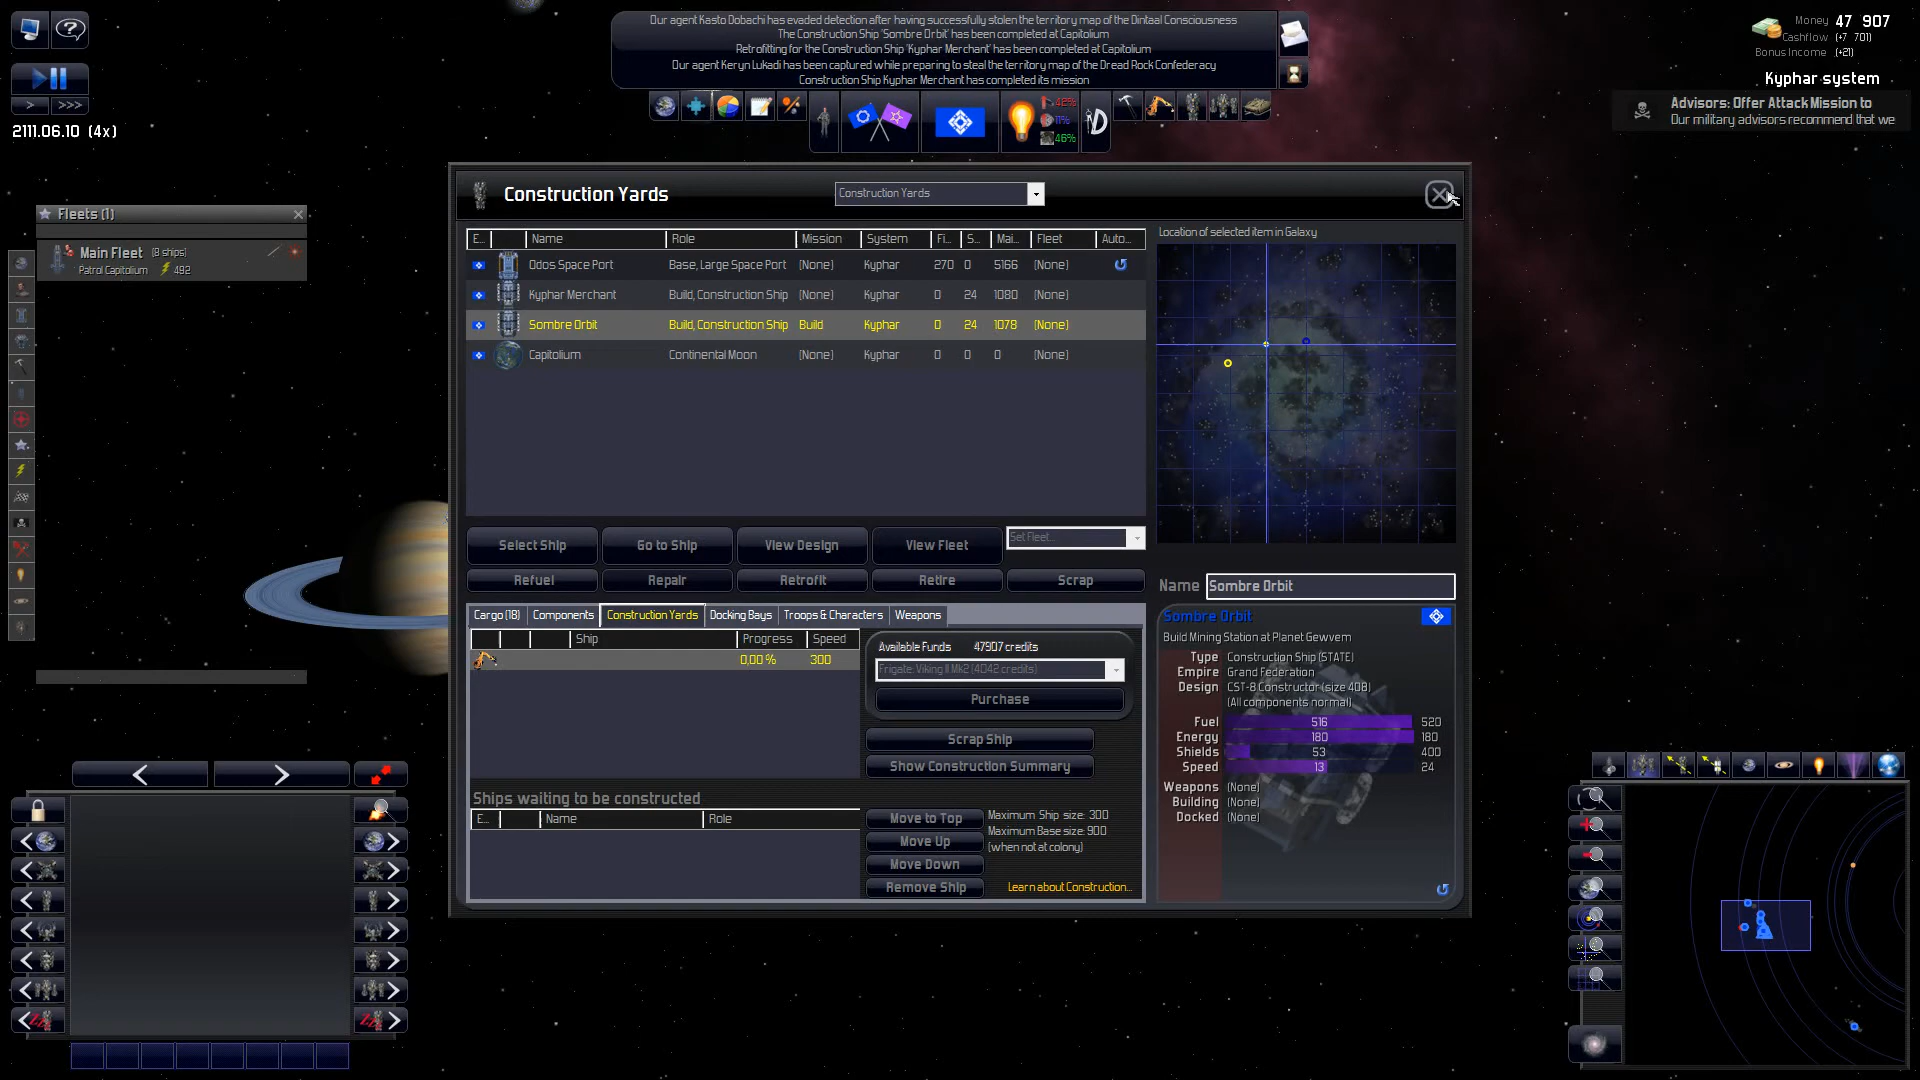 Our agent Kasto Dobachi has evaded detection after having successfully stolen the territory map of the Dintaal Consciousness
The Construction Ship 'Sombre Orbit' has been completed at Capitolium
Retrofitting for the Construction Ship 'Kyphar Merchant' has been completed at Capitolium
Our agent Keryn Lukadi has been captured while preparing to steal the territory map of the Dread Rock Confederacy
Construction Ship Kyphar Merchant has completed its mission
Money 47 907
Cashflow (+7 701)
Bonus Income (+21)
Kyphar system
Advisors: Offer Attack Mission to
Our military advisors recommend that we
2111.06.10 (4x)
42%
11%
46%
Fleets (1)
Main Fleet (8 ships)
Patrol Capitolium 492
Construction Yards
Construction Yards
E... Name Role Mission System Fi... S... Mai... Fleet Auto...
Odos Space Port Base, Large Space Port (None) Kyphar 270 0 5166 (None)
Kyphar Merchant Build, Construction Ship (None) Kyphar 0 24 1080 (None)
Sombre Orbit Build, Construction Ship Build Kyphar 0 24 1078 (None)
Capitolium Continental Moon (None) Kyphar 0 0 0 (None)
Location of selected item in Galaxy
Select Ship Go to Ship View Design View Fleet Set Fleet...
Refuel Repair Retrofit Retire Scrap
Cargo (18) Components Construction Yards Docking Bays Troops & Characters Weapons
Ship Progress Speed
0,00 % 300
Available Funds 47907 credits
Frigate: Viking II Mk2 (4042 credits)
Purchase
Scrap Ship
Show Construction Summary
Ships waiting to be constructed
E... Name Role
Move to Top
Move Up
Move Down
Remove Ship
Maximum Ship size: 300
Maximum Base size: 900
(when not at colony)
Learn about Construction...
Name Sombre Orbit
Sombre Orbit
Build Mining Station at Planet Gewvem
Type Construction Ship (STATE)
Empire Grand Federation
Design CST-8 Constructor (size 408)
(All components normal)
Fuel 516 520
Energy 180 180
Shields 53 400
Speed 13 24
Weapons (None)
Building (None)
Docked (None)